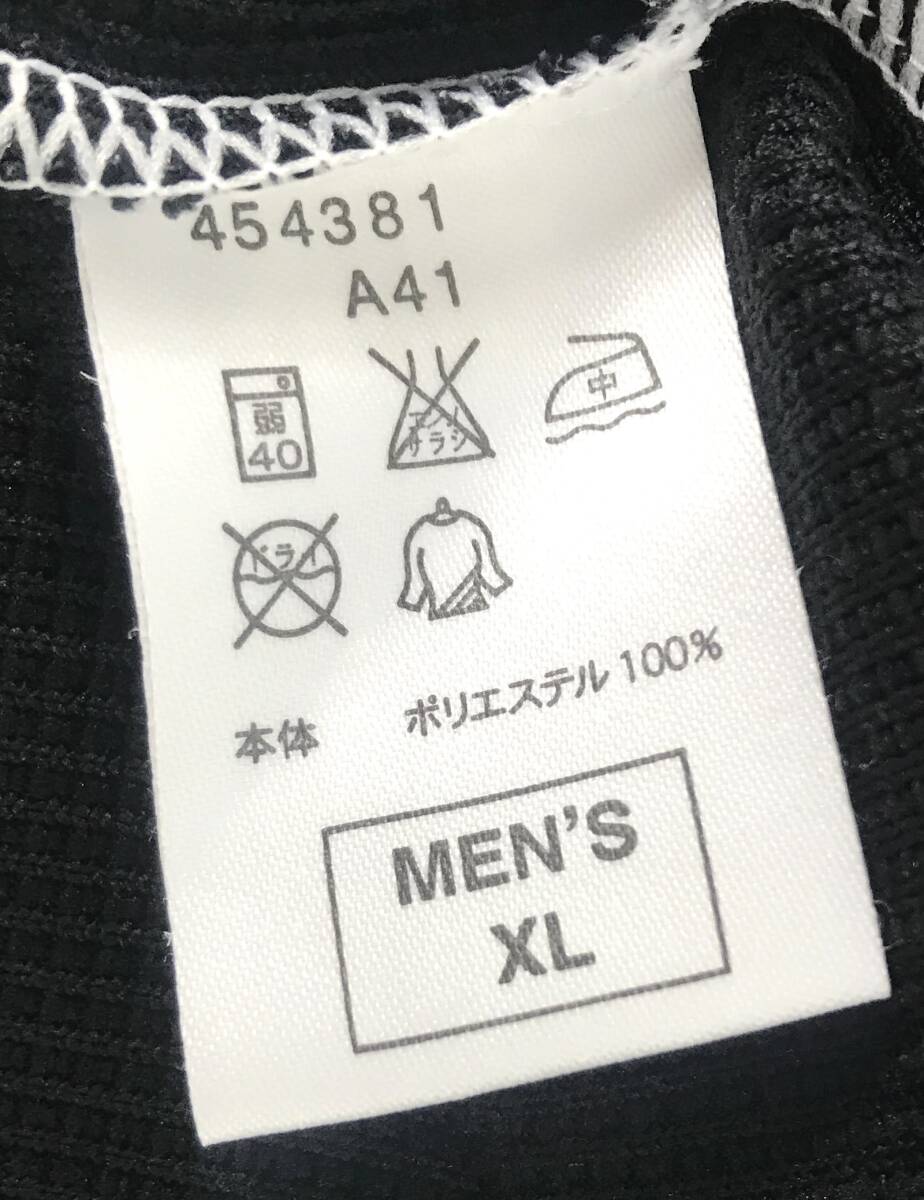 454381
A41
弱
40
エンソ
サラシ
中
ドライ
本体 ポリエステル 100%
MEN'S
XL